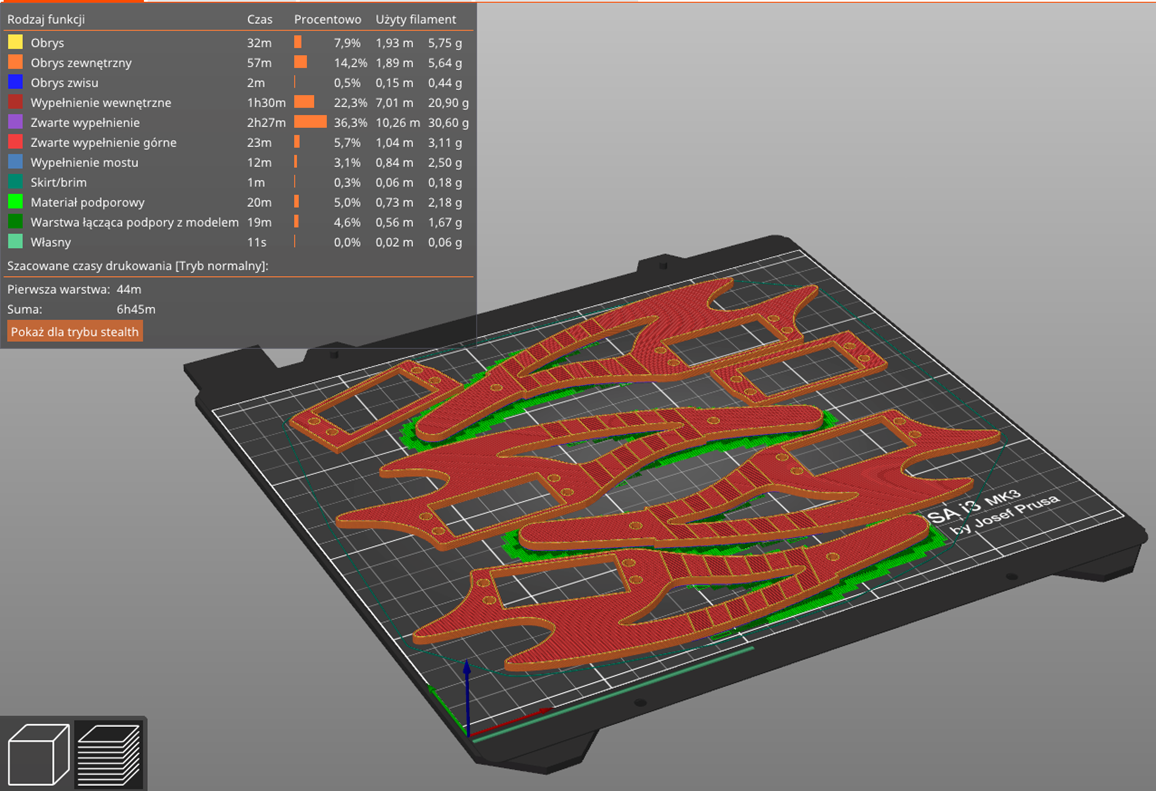 Rodzaj funkcji Czas Procentowo Użyty filament
Obrys 32m 7,9% 1,93 m 5,75 g
Obrys zewnętrzny 57m 14,2% 1,89 m 5,64 g
Obrys zwisu 2m 0,5% 0,15 m 0,44 g
Wypełnienie wewnętrzne 1h30m 22,3% 7,01 m 20,90 g
Zwarte wypełnienie 2h27m 36,3% 10,26 m 30,60 g
Zwarte wypełnienie górne 23m 5,7% 1,04 m 3,11 g
Wypełnienie mostu 12m 3,1% 0,84 m 2,50 g
Skirt/brim 1m 0,3% 0,06 m 0,18 g
Materiał podporowy 20m 5,0% 0,73 m 2,18 g
Warstwa łącząca podpory z modelem 19m 4,6% 0,56 m 1,67 g
Własny 11s 0,0% 0,02 m 0,06 g
Szacowane czasy drukowania [Tryb normalny]:
Pierwsza warstwa: 44m
Suma: 6h45m
Pokaż dla trybu stealth
SA i3 MK3
by Josef Prusa